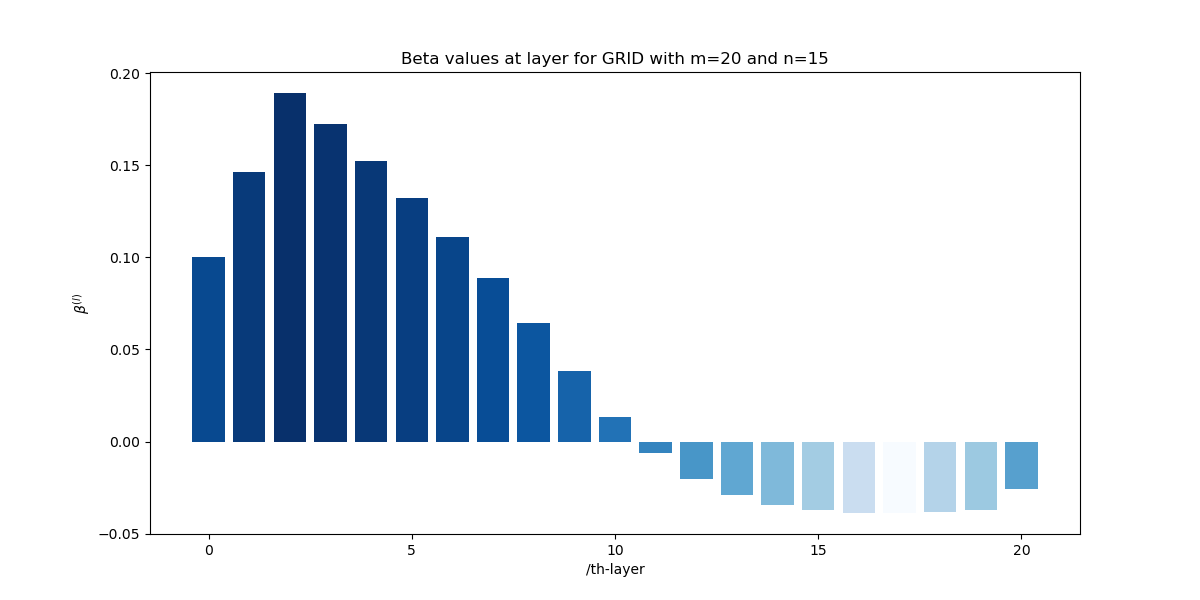 Beta values at layer for GRID with m=20 and n=15
0.20
0.15
0.10
0.05
0.00
−0.05
β^(l)
0 5 10 15 20
/th-layer